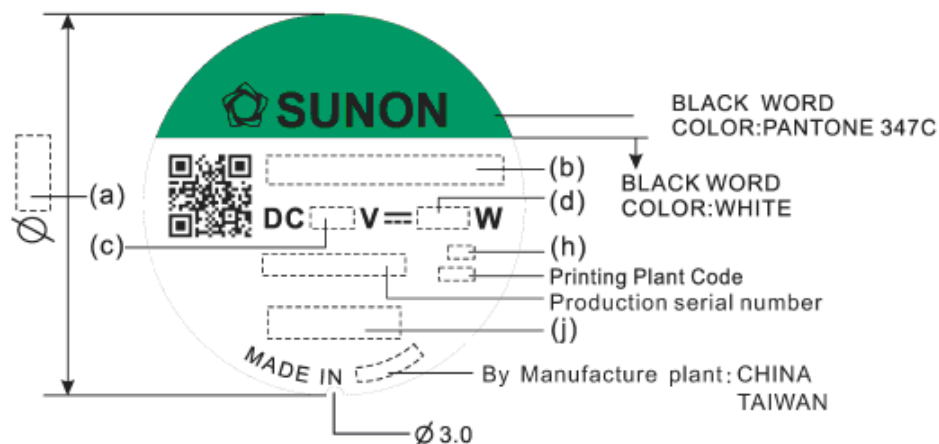 SUNON
BLACK WORD
COLOR:PANTONE 347C
(a)
(b)
BLACK WORD
COLOR:WHITE
DC V⎓ W
(d)
(c)
(h)
Printing Plant Code
Production serial number
(j)
MADE IN
By Manufacture plant: CHINA
TAIWAN
Ø
Ø 3.0